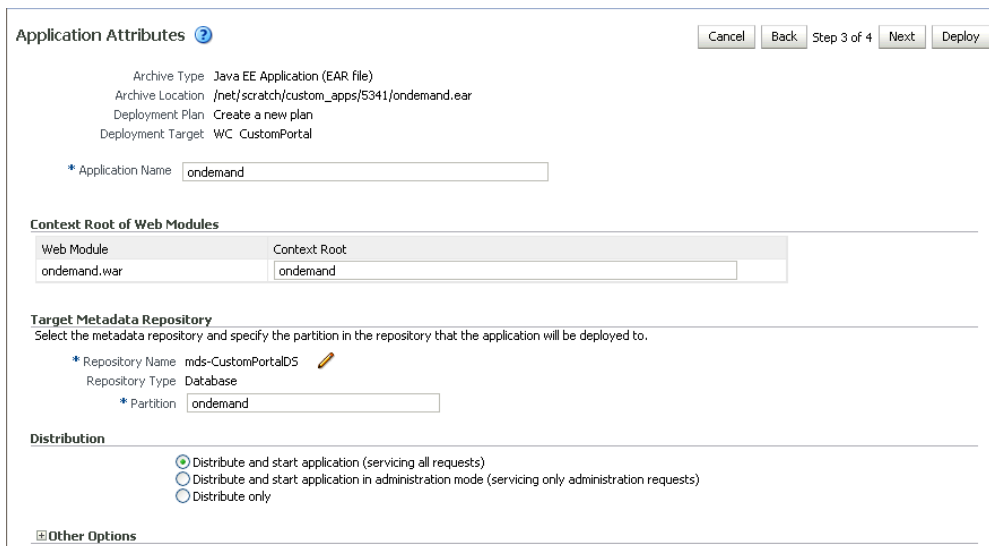 Application Attributes ?
Cancel Back Step 3 of 4 Next Deploy
Archive Type Java EE Application (EAR file)
Archive Location /net/scratch/custom_apps/5341/ondemand.ear
Deployment Plan Create a new plan
Deployment Target WC_CustomPortal
* Application Name ondemand
Context Root of Web Modules
Web Module Context Root
ondemand.war ondemand
Target Metadata Repository
Select the metadata repository and specify the partition in the repository that the application will be deployed to.
* Repository Name mds-CustomPortalDS
Repository Type Database
* Partition ondemand
Distribution
Distribute and start application (servicing all requests)
Distribute and start application in administration mode (servicing only administration requests)
Distribute only
Other Options